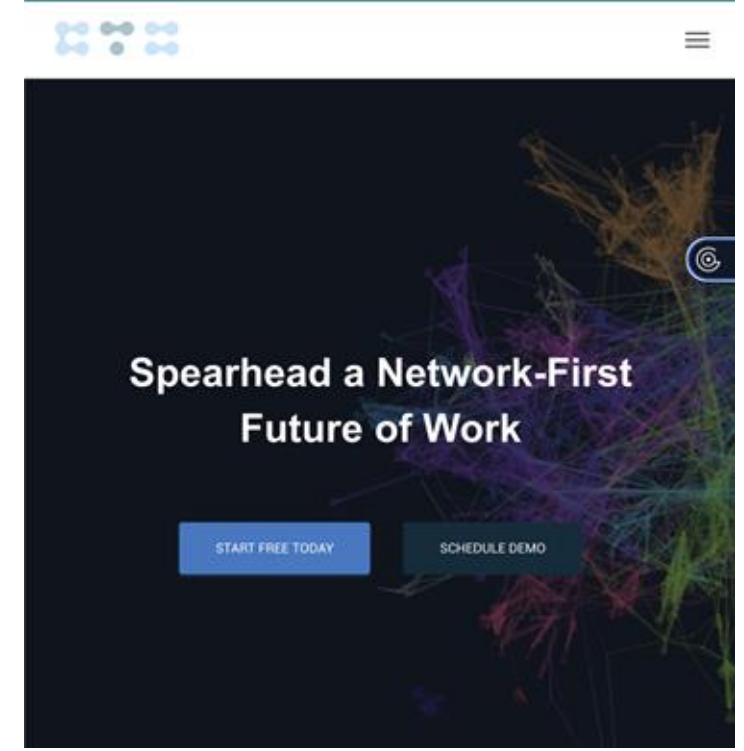 Spearhead a Network-First
Future of Work
START FREE TODAY
SCHEDULE DEMO